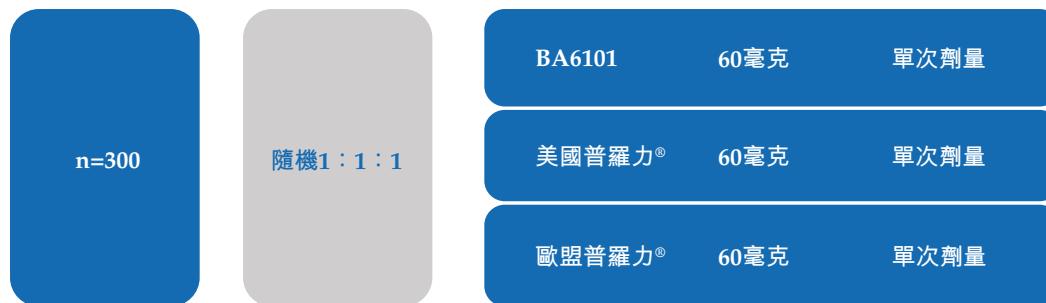 n=300
隨機1：1：1
BA6101 60毫克 單次劑量
美國普羅力® 60毫克 單次劑量
歐盟普羅力® 60毫克 單次劑量